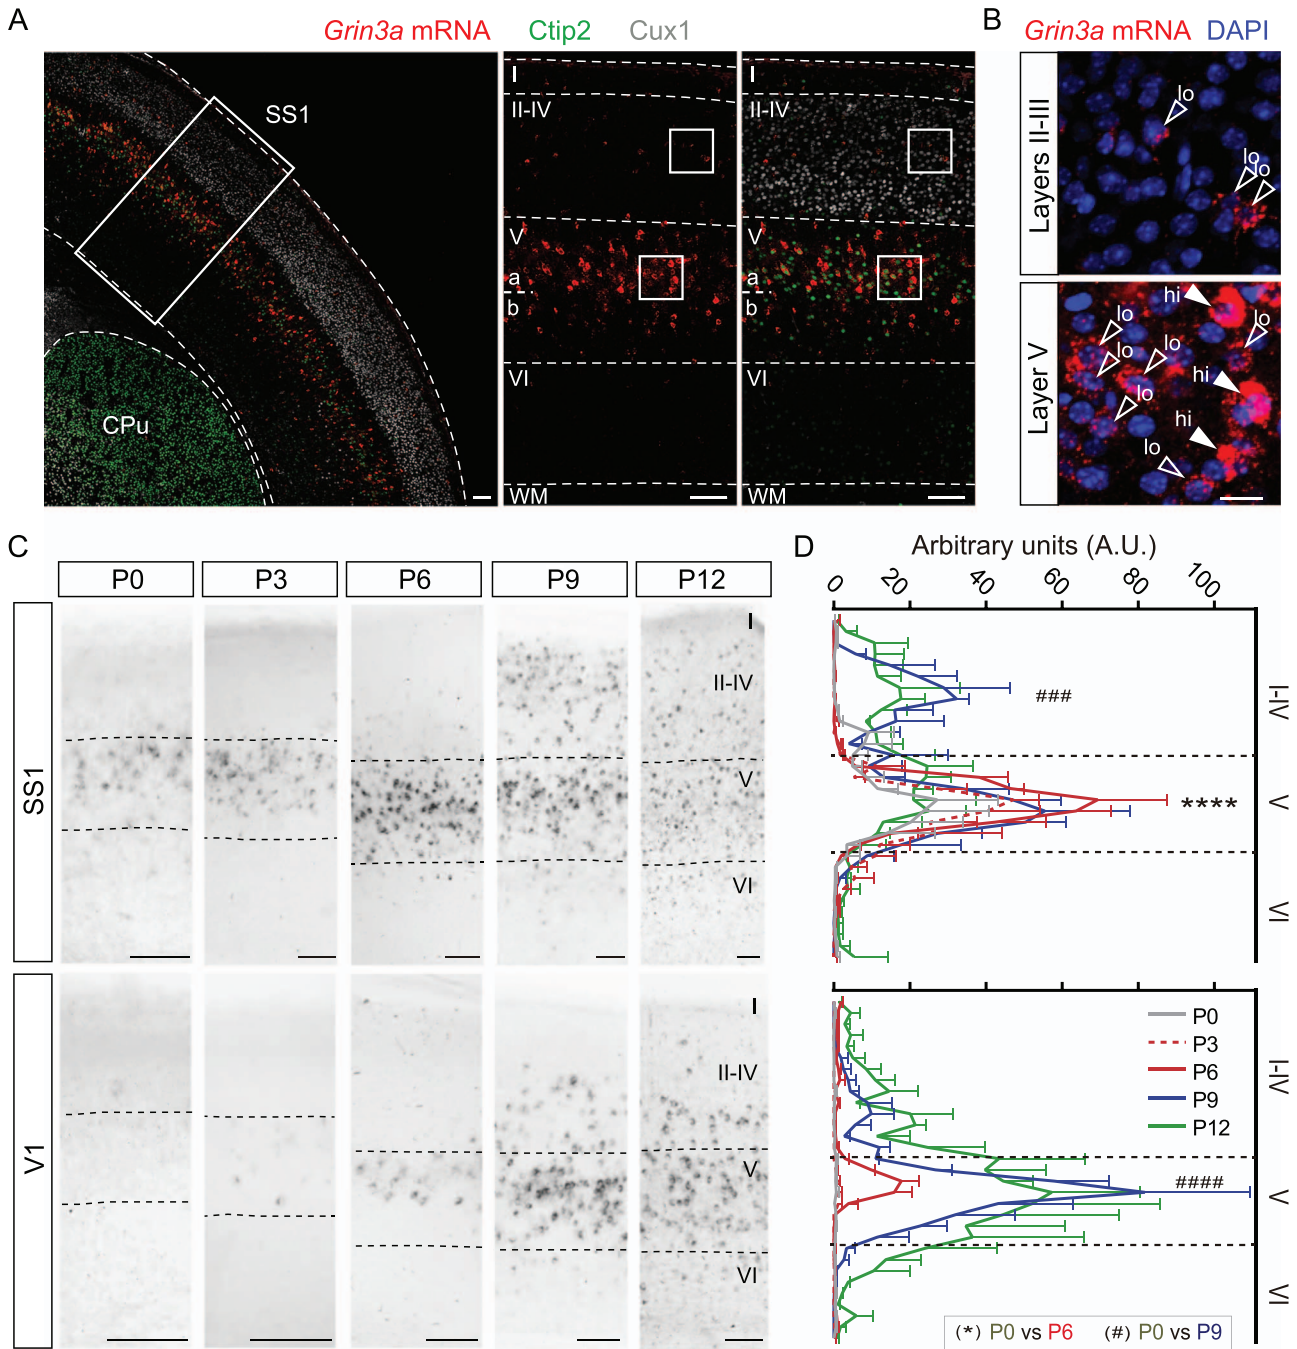 A
Grin3a mRNA Ctip2 Cux1
SS1
CPu
I
II-IV
V
a
b
VI
WM
I
II-IV
V
a
b
VI
WM
B
Grin3a mRNA DAPI
Layers II-III
lo
lo
lo
Layer V
hi
lo
lo
lo
lo
hi
lo
hi
lo
C
P0 P3 P6 P9 P12
SS1
I
II-IV
V
VI
V1
I
II-IV
V
VI
D
Arbitrary units (A.U.)
0 20 40 60 80 100
###
****
I-IV
V
VI
P0
P3
P6
P9
P12
####
I-IV
V
VI
(*) P0 vs P6 (#) P0 vs P9